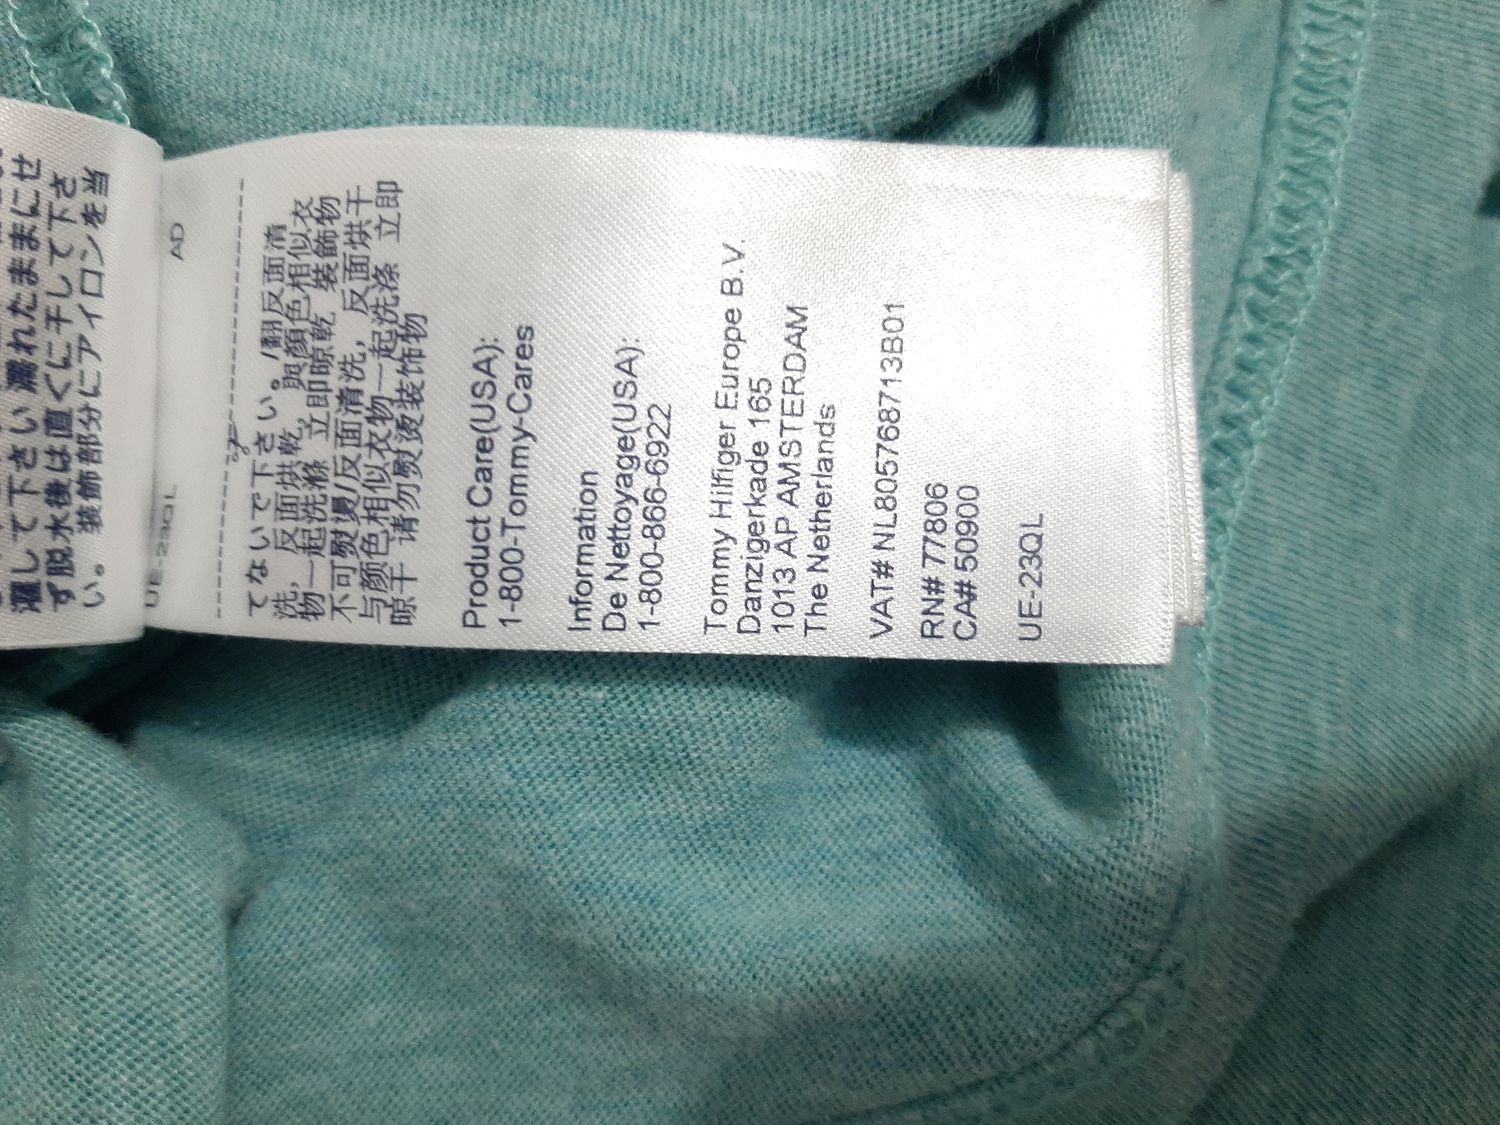 濯して下さい 濡れたままにせ
ず脱水後は直くに干して下さ
い。 装飾部分にアイロンを当
UE-23QL
AD
てないで下さい。/翻反面清
洗，反面烘乾，與顏色相似衣
物一起洗滌 立即晾乾 裝飾物
不可熨燙/反面清洗，反面烘干
与颜色相似衣物一起洗涤 立即
晾干 请勿熨烫装饰物
Product Care(USA):
1-800-Tommy-Cares
Information
De Nettoyage(USA):
1-800-866-6922
Tommy Hilfiger Europe B.V.
Danzigerkade 165
1013 AP AMSTERDAM
The Netherlands
VAT# NL805768713B01
RN# 77806
CA# 50900
UE-23QL